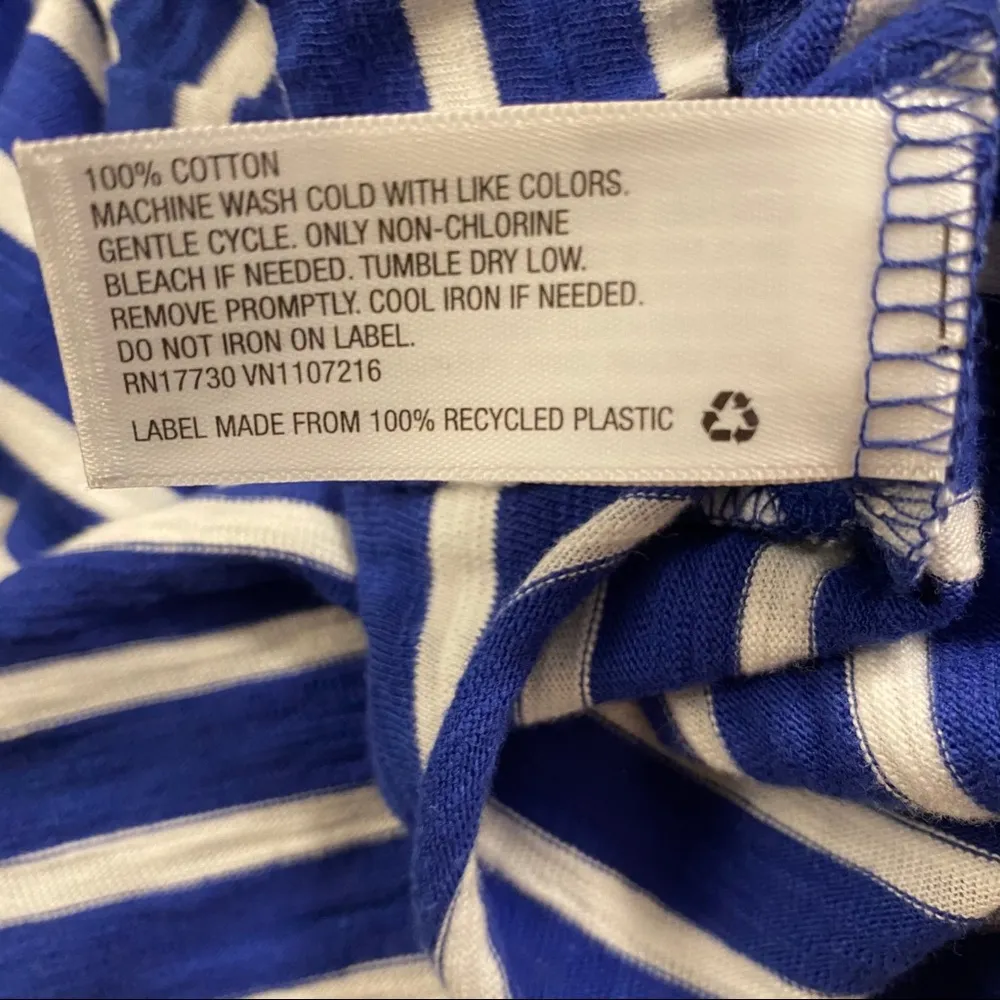 100% COTTON
MACHINE WASH COLD WITH LIKE COLORS.
GENTLE CYCLE. ONLY NON-CHLORINE
BLEACH IF NEEDED. TUMBLE DRY LOW.
REMOVE PROMPTLY. COOL IRON IF NEEDED.
DO NOT IRON ON LABEL.
RN17730 VN1107216
LABEL MADE FROM 100% RECYCLED PLASTIC